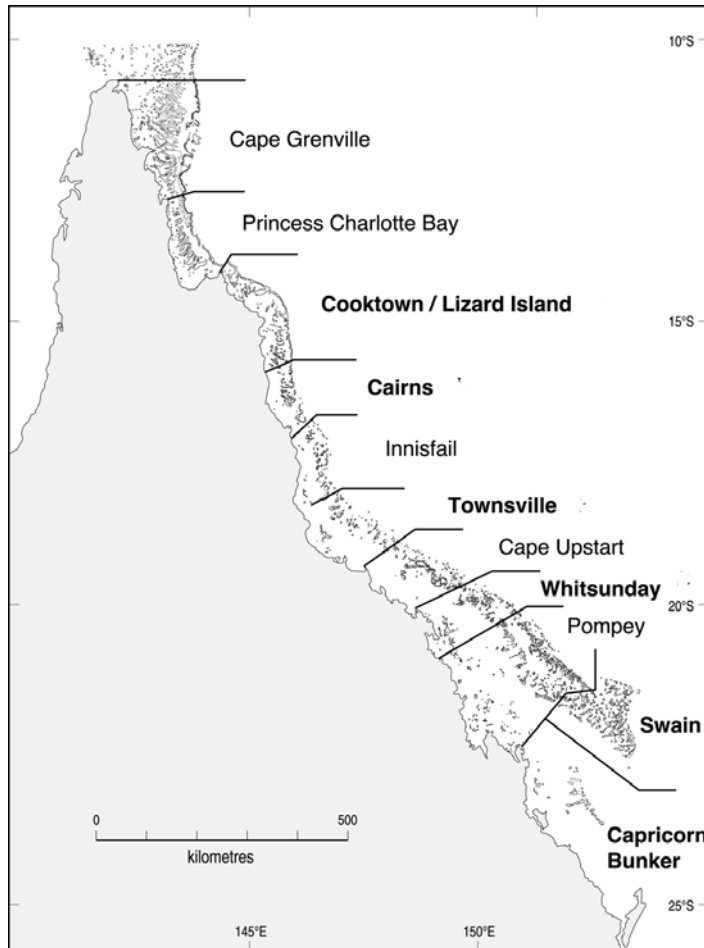 10°S
Cape Grenville
Princess Charlotte Bay
Cooktown / Lizard Island
15°S
Cairns
Innisfail
Townsville
Cape Upstart
Whitsunday
20°S
Pompey
Swain
0
500
kilometres
Capricorn
Bunker
25°S
145°E
150°E